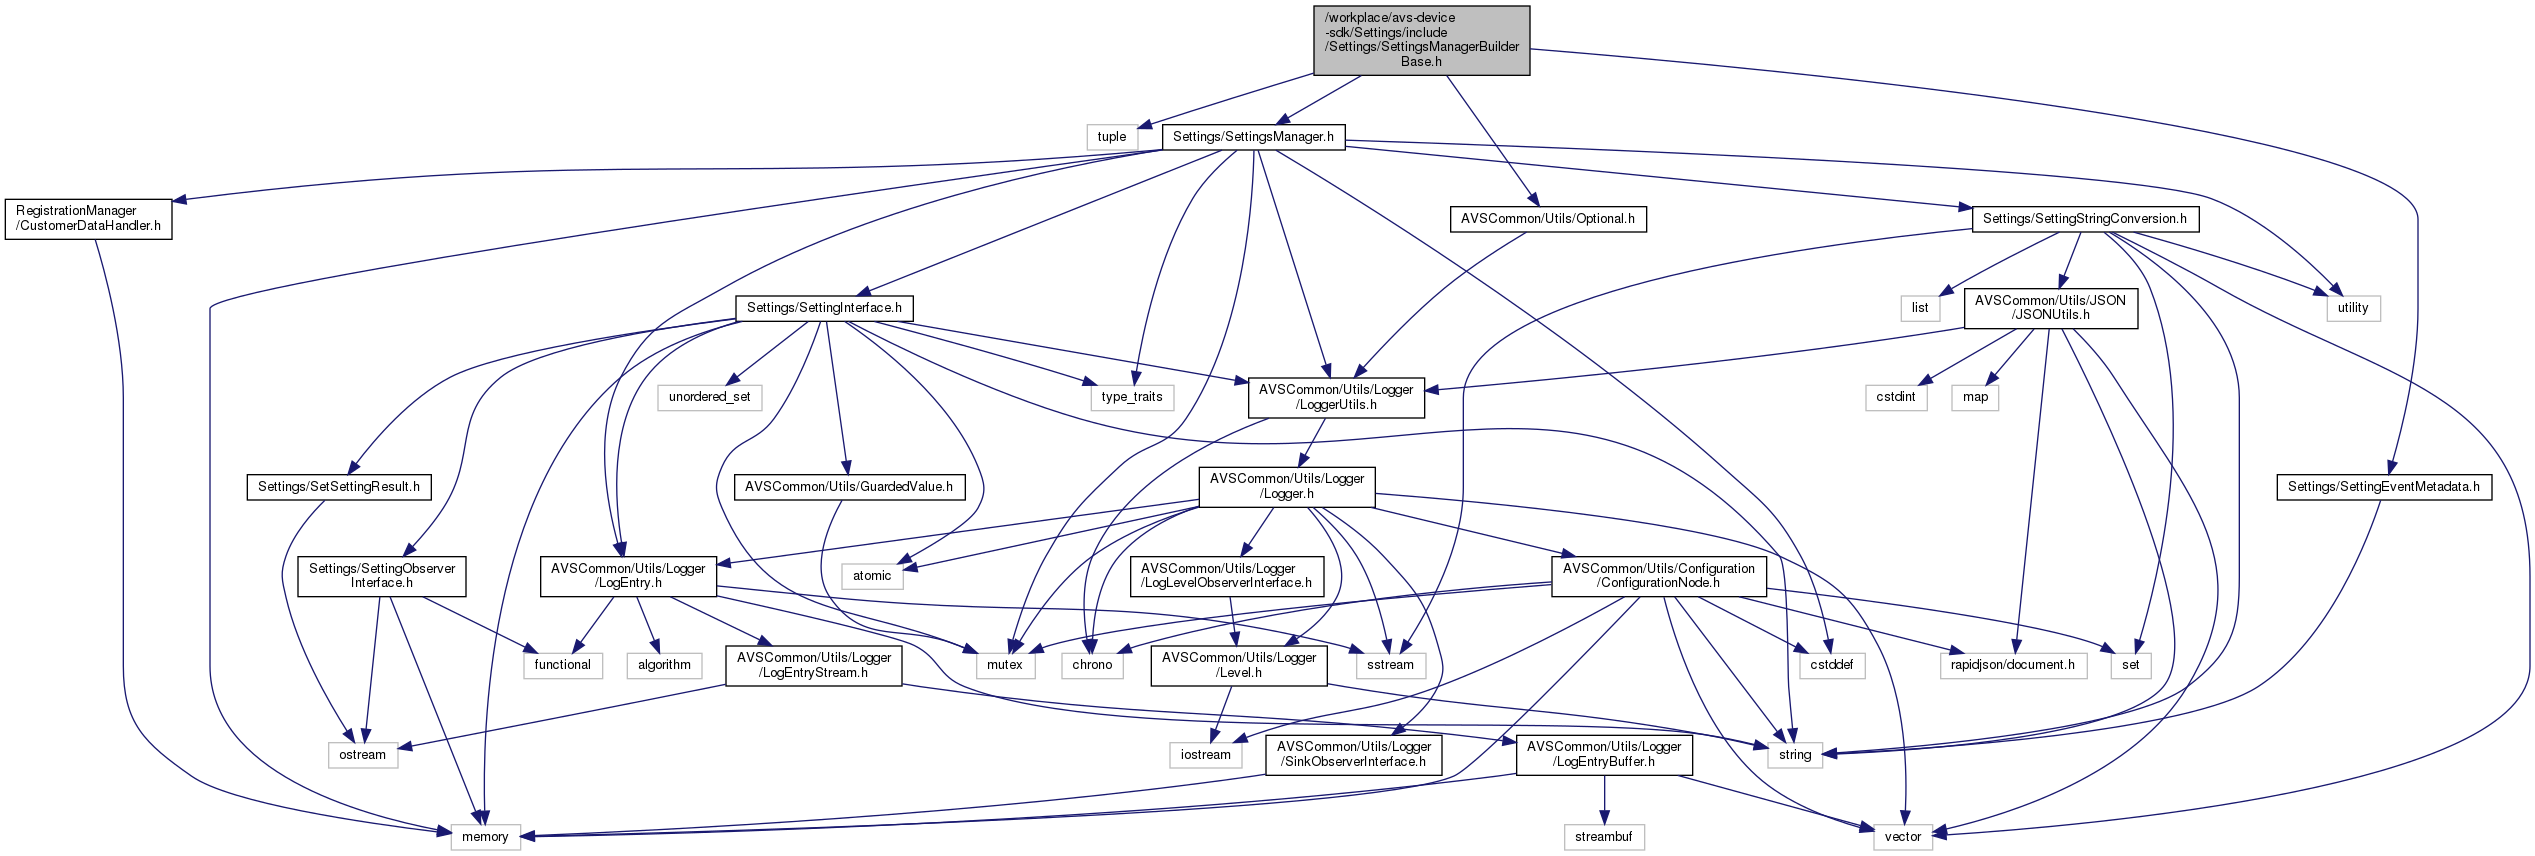 /workplace/avs-device
-sdk/Settings/include
/Settings/SettingsManagerBuilder
Base.h
tuple
Settings/SettingsManager.h
RegistrationManager
/CustomerDataHandler.h
AVSCommon/Utils/Optional.h
Settings/SettingStringConversion.h
Settings/SettingInterface.h
list
AVSCommon/Utils/JSON
/JSONUtils.h
utility
unordered_set
type_traits
AVSCommon/Utils/Logger
/LoggerUtils.h
cstdint
map
Settings/SetSettingResult.h
AVSCommon/Utils/GuardedValue.h
AVSCommon/Utils/Logger
/Logger.h
Settings/SettingEventMetadata.h
Settings/SettingObserver
Interface.h
AVSCommon/Utils/Logger
/LogEntry.h
atomic
AVSCommon/Utils/Logger
/LogLevelObserverInterface.h
AVSCommon/Utils/Configuration
/ConfigurationNode.h
functional
algorithm
AVSCommon/Utils/Logger
/LogEntryStream.h
mutex
chrono
AVSCommon/Utils/Logger
/Level.h
sstream
cstddef
rapidjson/document.h
set
ostream
iostream
AVSCommon/Utils/Logger
/SinkObserverInterface.h
AVSCommon/Utils/Logger
/LogEntryBuffer.h
string
memory
streambuf
vector